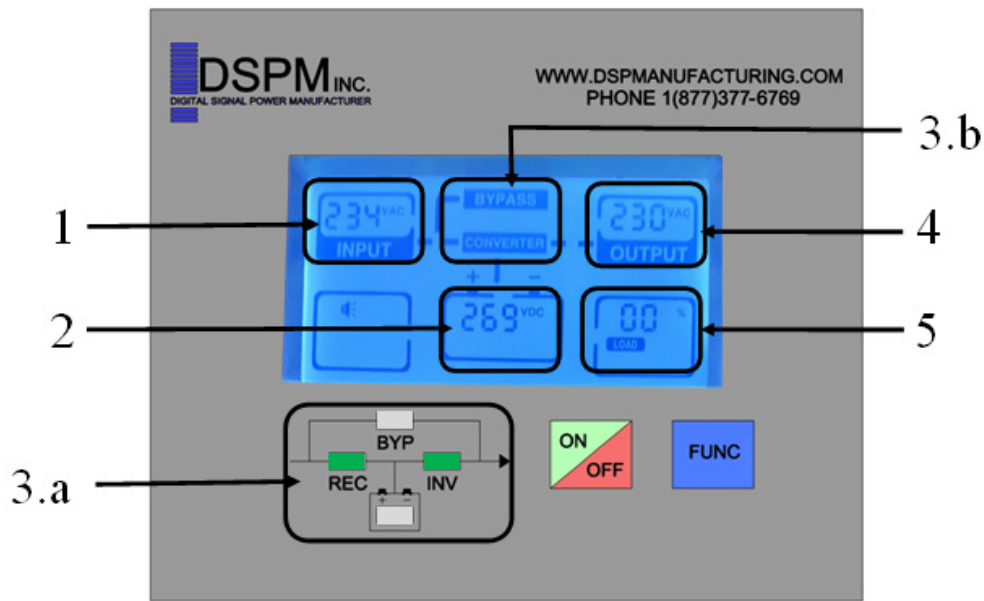 DSPM INC.
DIGITAL SIGNAL POWER MANUFACTURER
WWW.DSPMANUFACTURING.COM
PHONE 1(877)377-6769
3.b
1
234 VAC
INPUT
BYPASS
CONVERTER
230 VAC
OUTPUT
4
2
+ -
269 VDC
00 %
LOAD
5
3.a
BYP
REC
INV
+ -
ON
OFF
FUNC